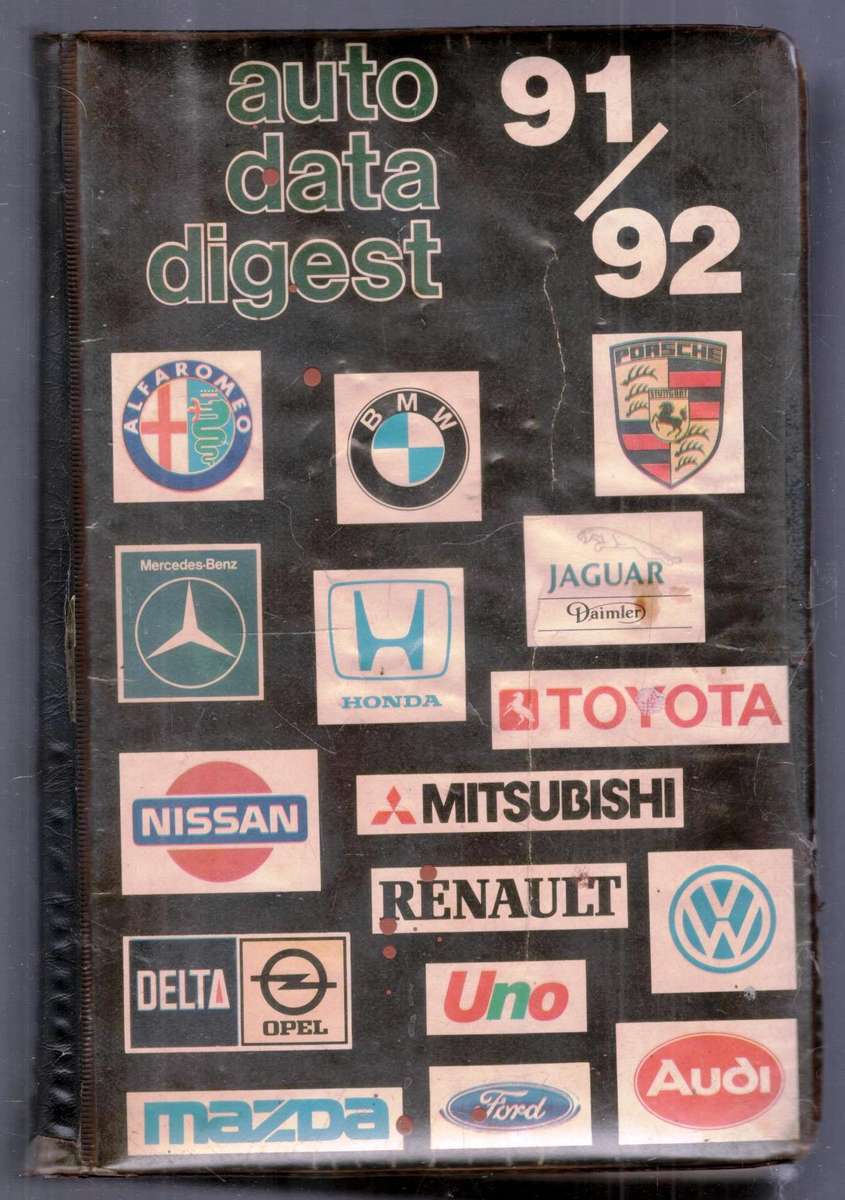 auto
data
digest
91/92
ALFA ROMEO
BMW
PORSCHE
STUTTGART
Mercedes-Benz
HONDA
JAGUAR
Daimler
TOYOTA
NISSAN
MITSUBISHI
RENAULT
VW
DELTA
OPEL
Uno
mazda
Ford
Audi